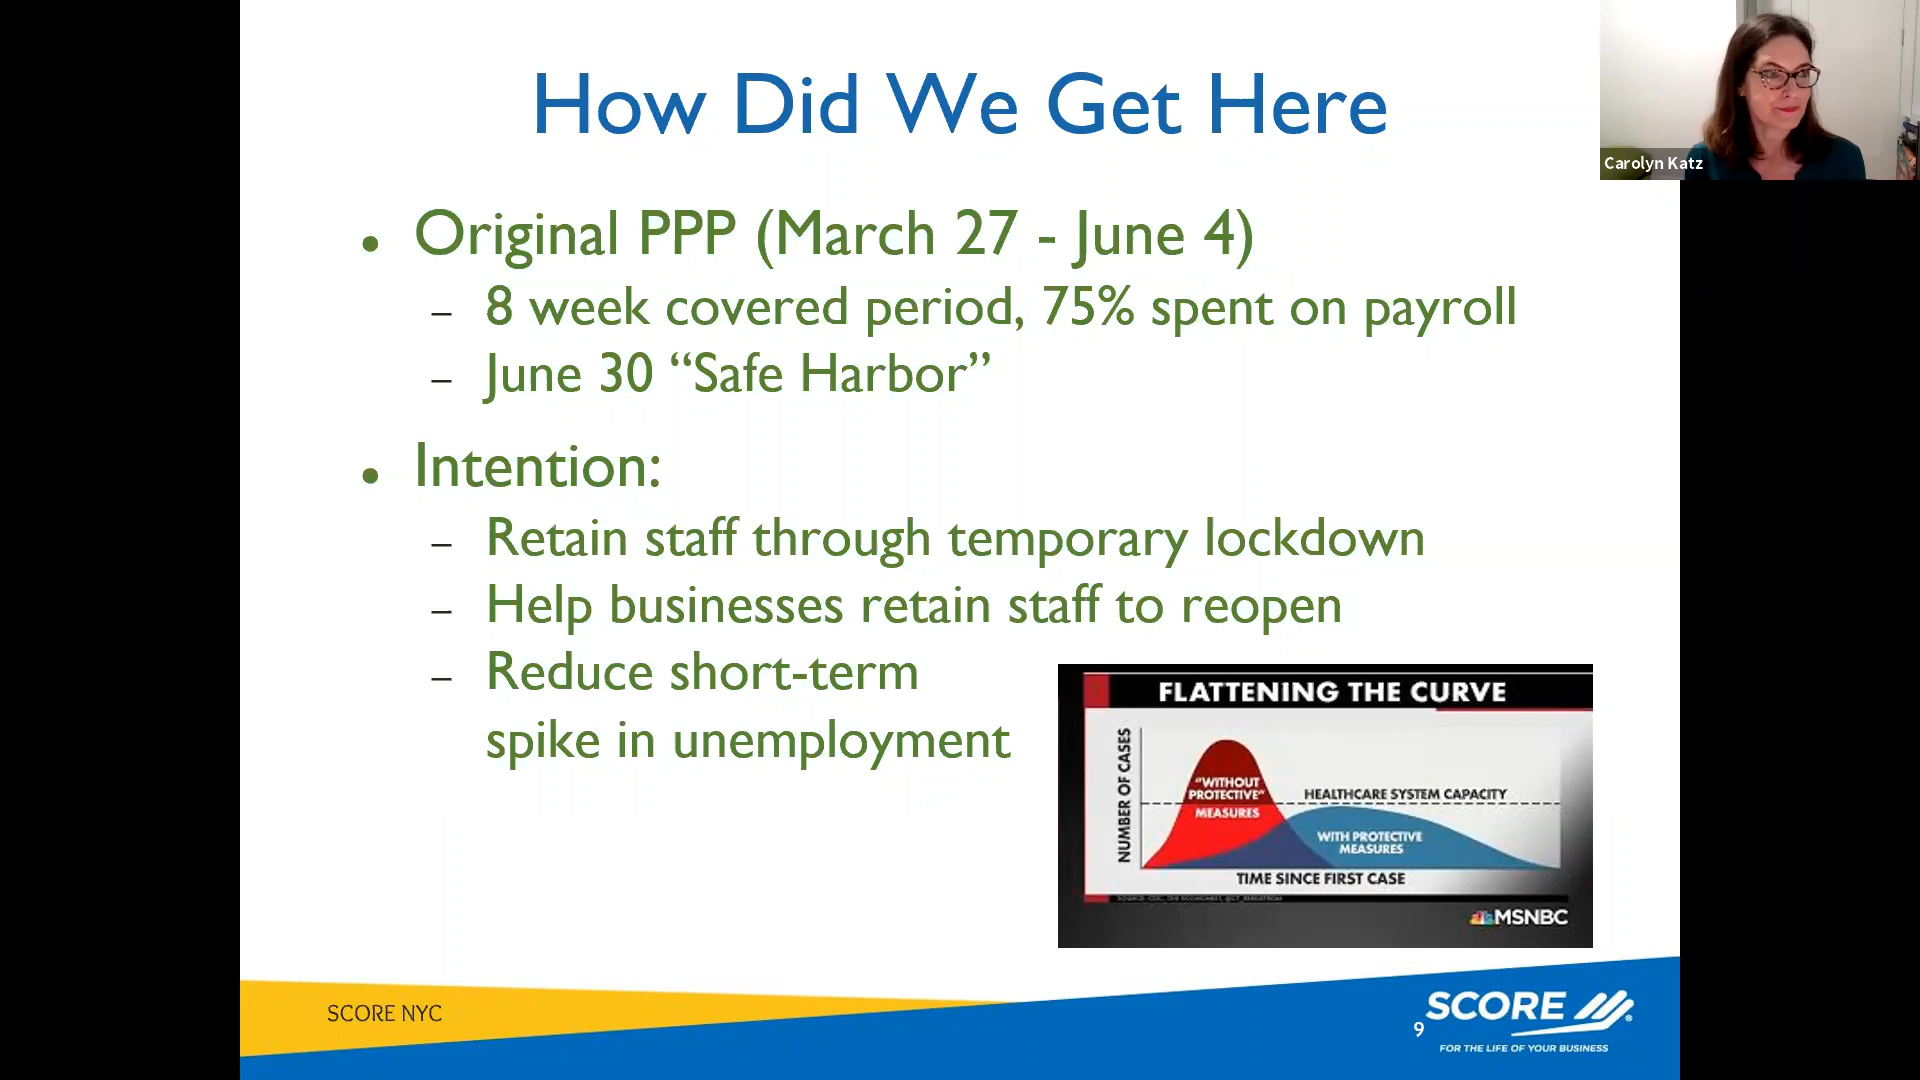 How Did We Get Here
Carolyn Katz
• Original PPP (March 27 - June 4)
– 8 week covered period, 75% spent on payroll
– June 30 “Safe Harbor”
• Intention:
– Retain staff through temporary lockdown
– Help businesses retain staff to reopen
– Reduce short-term
spike in unemployment
FLATTENING THE CURVE
NUMBER OF CASES
"WITHOUT
PROTECTIVE"
MEASURES
HEALTHCARE SYSTEM CAPACITY
WITH PROTECTIVE
MEASURES
TIME SINCE FIRST CASE
MSNBC
SCORE NYC
9
SCORE
FOR THE LIFE OF YOUR BUSINESS